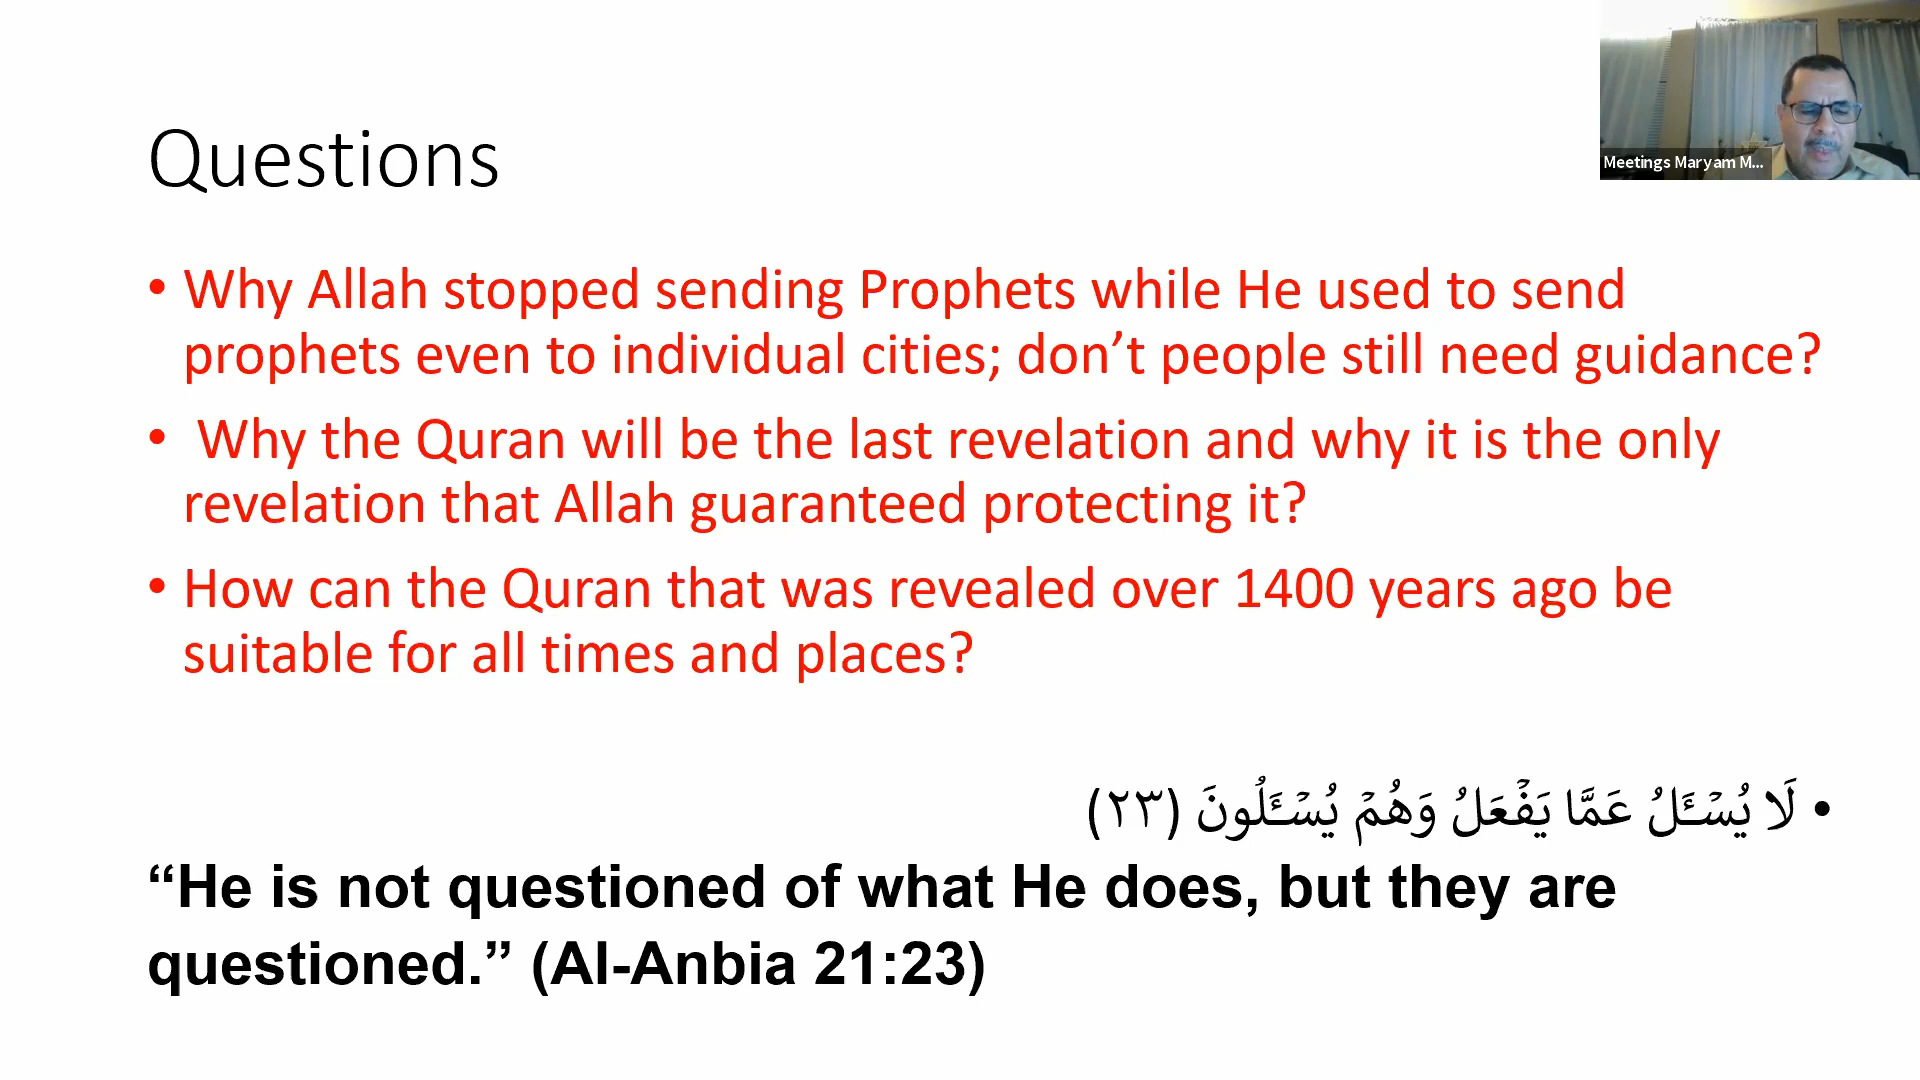 Meetings Maryam M...
Questions
• Why Allah stopped sending Prophets while He used to send
prophets even to individual cities; don’t people still need guidance?
• Why the Quran will be the last revelation and why it is the only
revelation that Allah guaranteed protecting it?
• How can the Quran that was revealed over 1400 years ago be
suitable for all times and places?
• لَا يُسْـَٔلُ عَمَّا يَفْعَلُ وَهُمْ يُسْـَٔلُونَ (٢٣)
“He is not questioned of what He does, but they are
questioned.” (Al-Anbia 21:23)